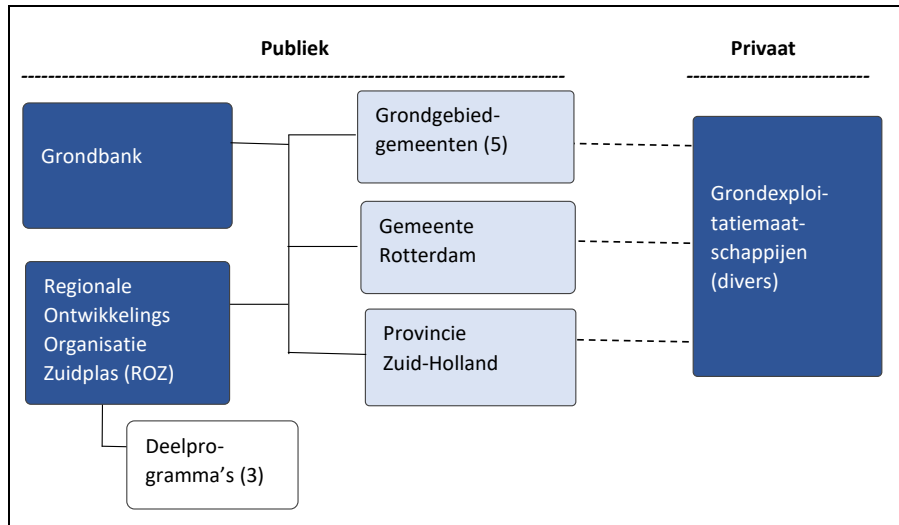 Publiek
Privaat
Grondbank
Grondgebied-
gemeenten (5)
Gemeente
Rotterdam
Regionale
Ontwikkelings
Organisatie
Zuidplas (ROZ)
Provincie
Zuid-Holland
Deelpro-
gramma’s (3)
Grondexploi-
tatiemaat-
schappijen
(divers)